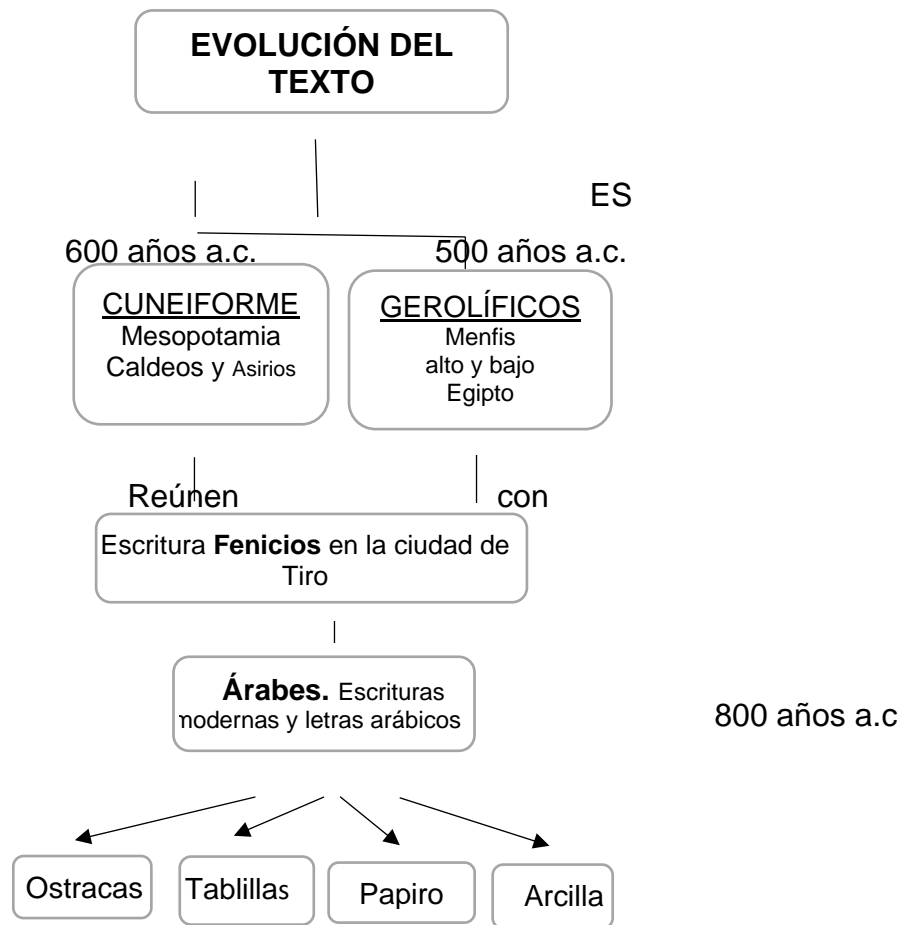 EVOLUCIÓN DEL
TEXTO
ES
600 años a.c.
500 años a.c.
CUNEIFORME
Mesopotamia
Caldeos y Asirios
GEROLÍFICOS
Menfis
alto y bajo
Egipto
Reúnen
con
Escritura Fenicios en la ciudad de
Tiro
Árabes. Escrituras
modernas y letras arábicos
800 años a.c
Ostracas
Tablillas
Papiro
Arcilla